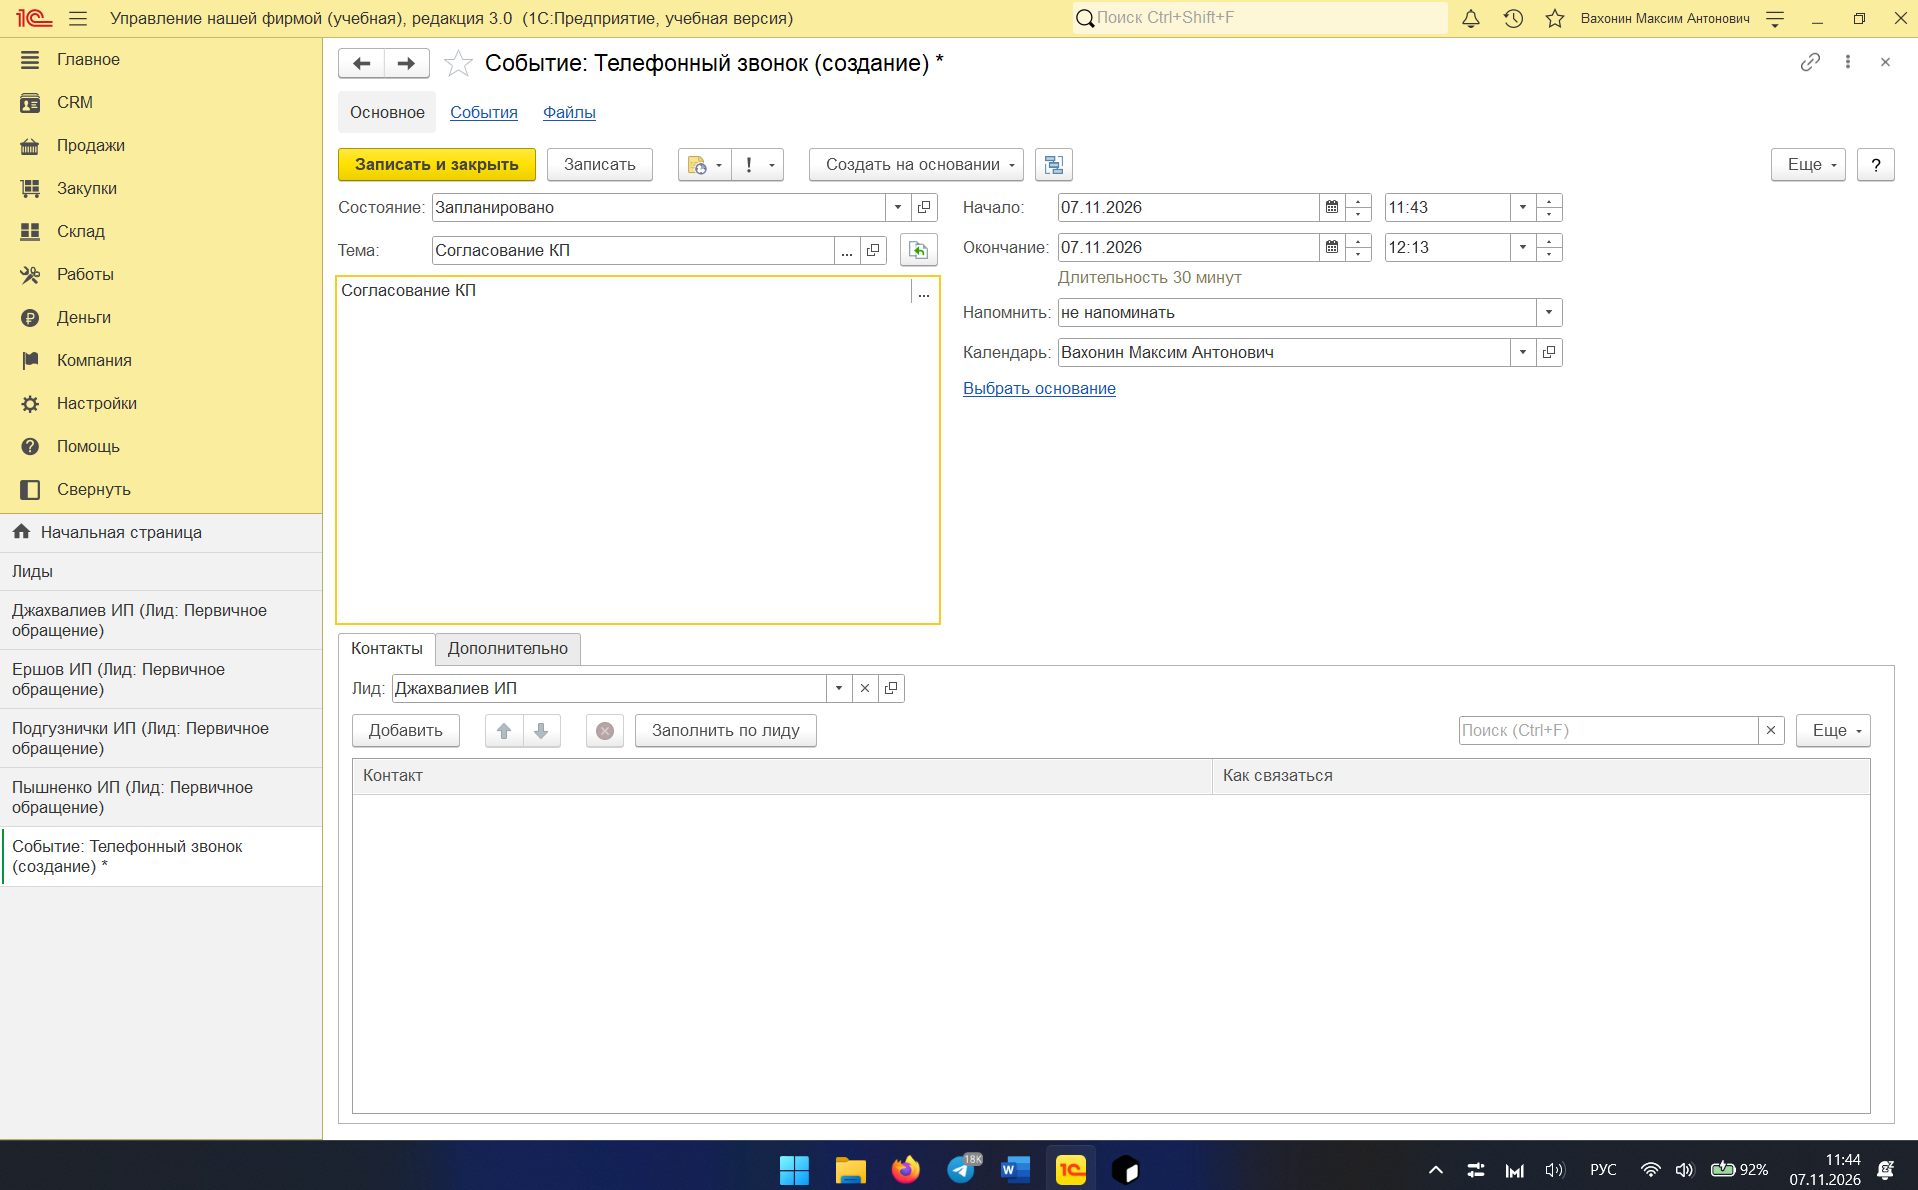 Управление нашей фирмой (учебная), редакция 3.0 (1С:Предприятие, учебная версия)
Поиск Ctrl+Shift+F
Вахонин Максим Антонович
Главное
CRM
Продажи
Закупки
Склад
Работы
Деньги
Компания
Настройки
Помощь
Свернуть
Начальная страница
Лиды
Джахвалиев ИП (Лид: Первичное
обращение)
Ершов ИП (Лид: Первичное
обращение)
Подгузнички ИП (Лид: Первичное
обращение)
Пышненко ИП (Лид: Первичное
обращение)
Событие: Телефонный звонок
(создание) *
Событие: Телефонный звонок (создание) *
Основное События Файлы
Записать и закрыть Записать ! Создать на основании Еще ?
Состояние: Запланировано
Тема: Согласование КП ...
Согласование КП ...
Начало: 07.11.2026 11:43
Окончание: 07.11.2026 12:13
Длительность 30 минут
Напомнить: не напоминать
Календарь: Вахонин Максим Антонович
Выбрать основание
Контакты Дополнительно
Лид: Джахвалиев ИП
Добавить Заполнить по лиду Поиск (Ctrl+F) Еще
Контакт Как связаться
18K
РУС 92% 11:44
07.11.2026